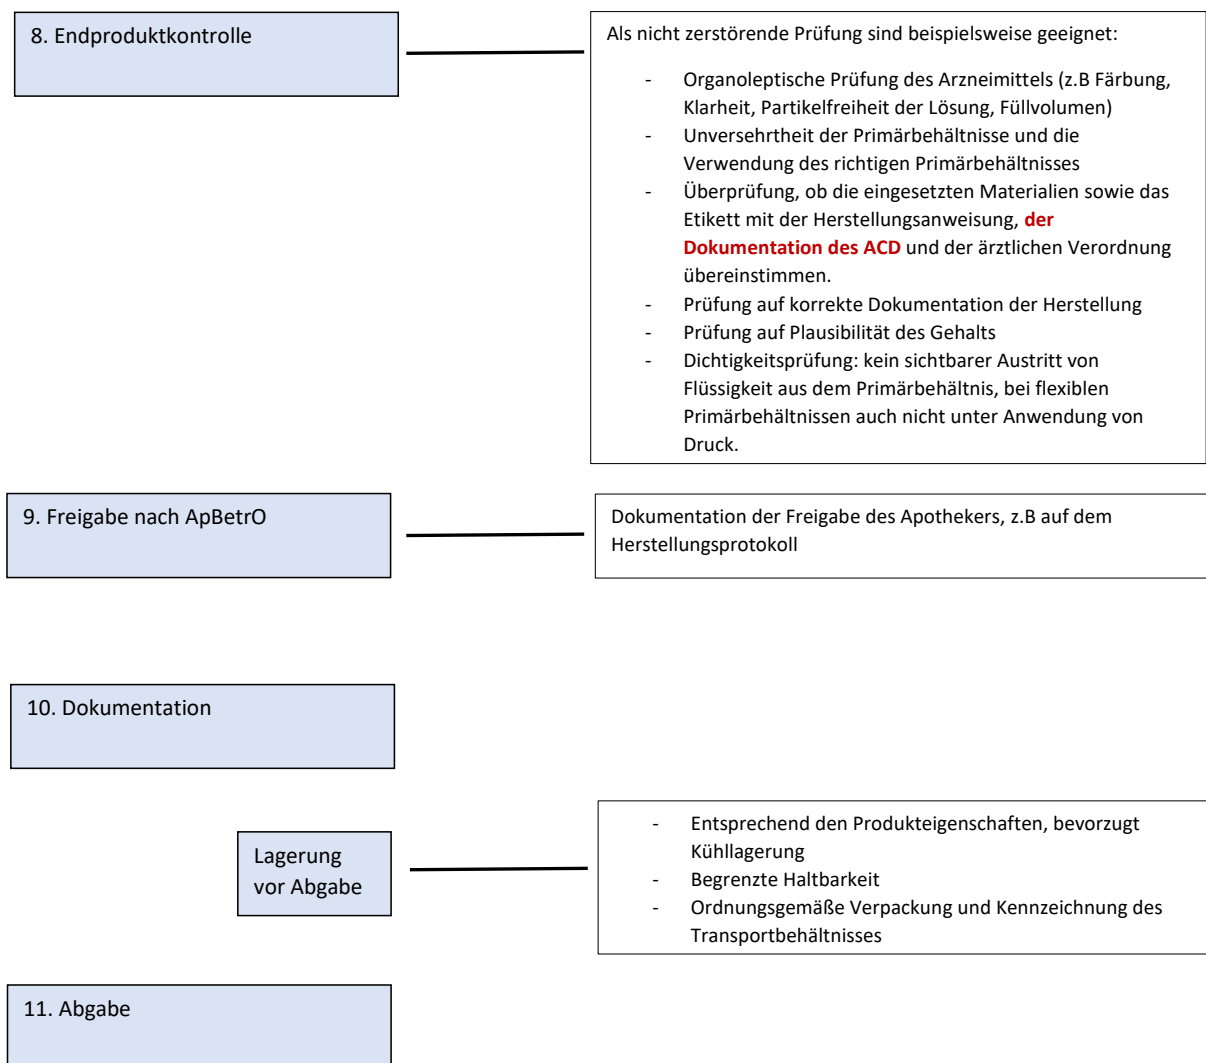 8. Endproduktkontrolle
Als nicht zerstörende Prüfung sind beispielsweise geeignet:
- Organoleptische Prüfung des Arzneimittels (z.B Färbung,
Klarheit, Partikelfreiheit der Lösung, Füllvolumen)
- Unversehrtheit der Primärbehältnisse und die
Verwendung des richtigen Primärbehältnisses
- Überprüfung, ob die eingesetzten Materialien sowie das
Etikett mit der Herstellungsanweisung, der
Dokumentation des ACD und der ärztlichen Verordnung
übereinstimmen.
- Prüfung auf korrekte Dokumentation der Herstellung
- Prüfung auf Plausibilität des Gehalts
- Dichtigkeitsprüfung: kein sichtbarer Austritt von
Flüssigkeit aus dem Primärbehältnis, bei flexiblen
Primärbehältnissen auch nicht unter Anwendung von
Druck.
9. Freigabe nach ApBetrO
Dokumentation der Freigabe des Apothekers, z.B auf dem
Herstellungsprotokoll
10. Dokumentation
Lagerung
vor Abgabe
- Entsprechend den Produkteigenschaften, bevorzugt
Kühllagerung
- Begrenzte Haltbarkeit
- Ordnungsgemäße Verpackung und Kennzeichnung des
Transportbehältnisses
11. Abgabe